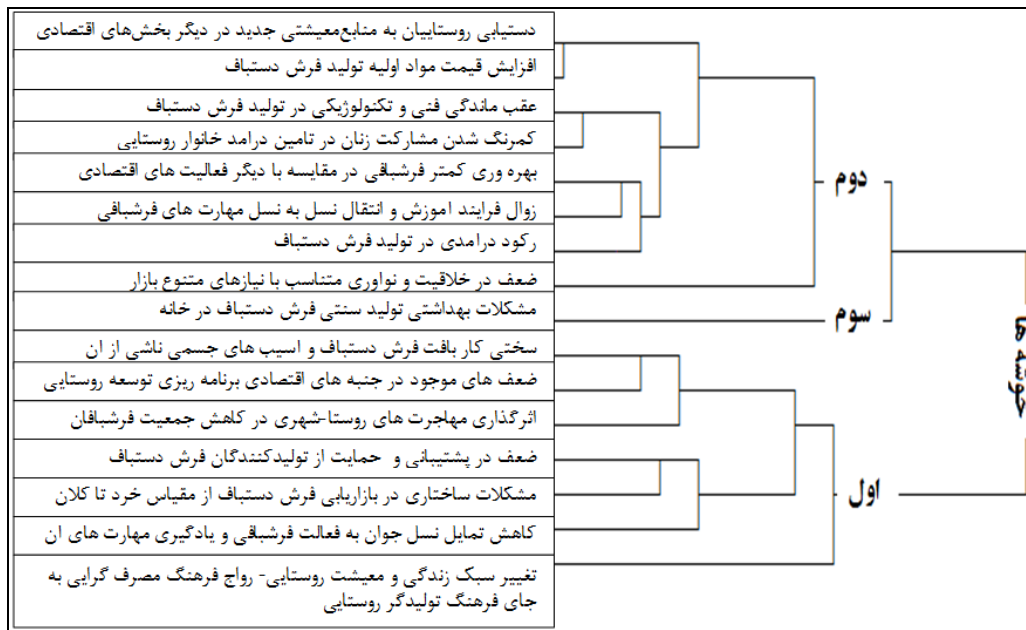 دستیابی روستاییان به منابع‌معیشتی جدید در دیگر بخش‌های اقتصادی
افزایش قیمت مواد اولیه تولید فرش دستباف
عقب ماندگی فنی و تکنولوژیکی در تولید فرش دستباف
کمرنگ شدن مشارکت زنان در تامین درامد خانوار روستایی
بهره وری کمتر فرشبافی در مقایسه با دیگر فعالیت های اقتصادی
زوال فرایند اموزش و انتقال نسل به نسل مهارت های فرشبافی
رکود درامدی در تولید فرش دستباف
ضعف در خلاقیت و نواوری متناسب با نیازهای متنوع بازار
مشکلات بهداشتی تولید سنتی فرش دستباف در خانه
سختی کار بافت فرش دستباف و اسیب های جسمی ناشی از ان
ضعف های موجود در جنبه های اقتصادی برنامه ریزی توسعه روستایی
اثرگذاری مهاجرت های روستا-شهری در کاهش جمعیت فرشبافان
ضعف در پشتیبانی و حمایت از تولیدکنندگان فرش دستباف
مشکلات ساختاری در بازاریابی فرش دستباف از مقیاس خرد تا کلان
کاهش تمایل نسل جوان به فعالت فرشبافی و یادگیری مهارت های ان
تغییر سبک زندگی و معیشت روستایی- رواج فرهنگ مصرف گرایی به
جای فرهنگ تولیدگر روستایی
دوم
سوم
اول
خوشه ها